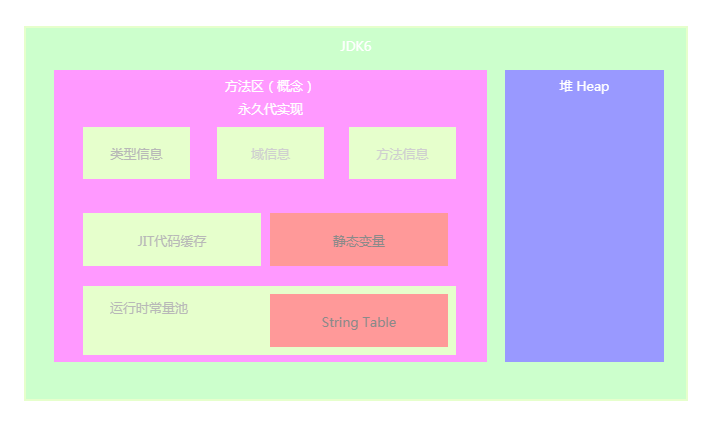 JDK6
方法区（概念）
永久代实现
堆 Heap
类型信息
域信息
方法信息
JIT代码缓存
静态变量
运行时常量池
String Table